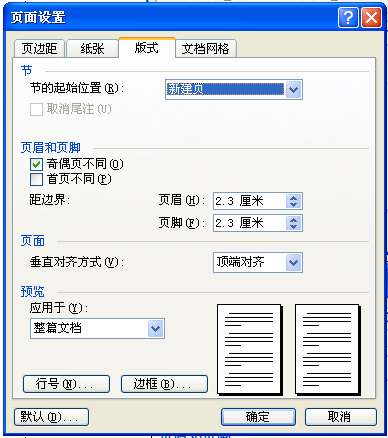 页面设置
页边距 纸张 版式 文档网格
节
节的起始位置(R): 新建页
取消尾注(U)
页眉和页脚
奇偶页不同(O)
首页不同(P)
距边界: 页眉(H): 2.3 厘米
页脚(F): 2.3 厘米
页面
垂直对齐方式(V): 顶端对齐
预览
应用于(Y):
整篇文档
行号(N)... 边框(B)...
默认(D)... 确定 取消